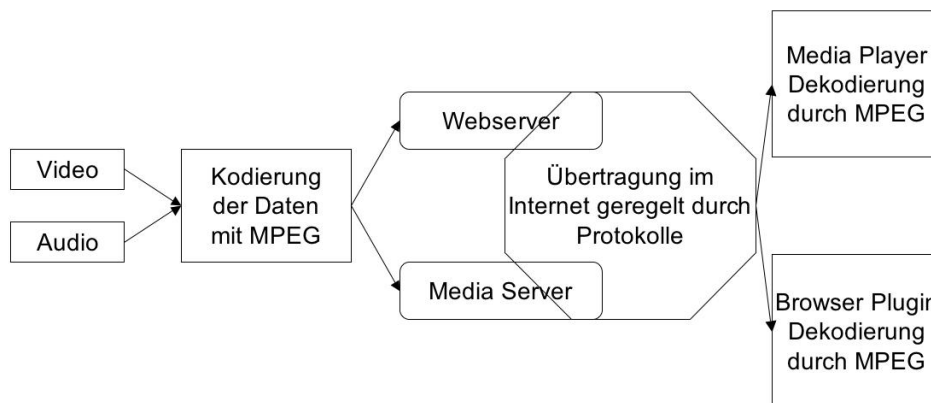 Video
Audio
Kodierung
der Daten
mit MPEG
Webserver
Media Server
Übertragung im
Internet geregelt durch
Protokolle
Media Player
Dekodierung
durch MPEG
Browser Plugin
Dekodierung
durch MPEG